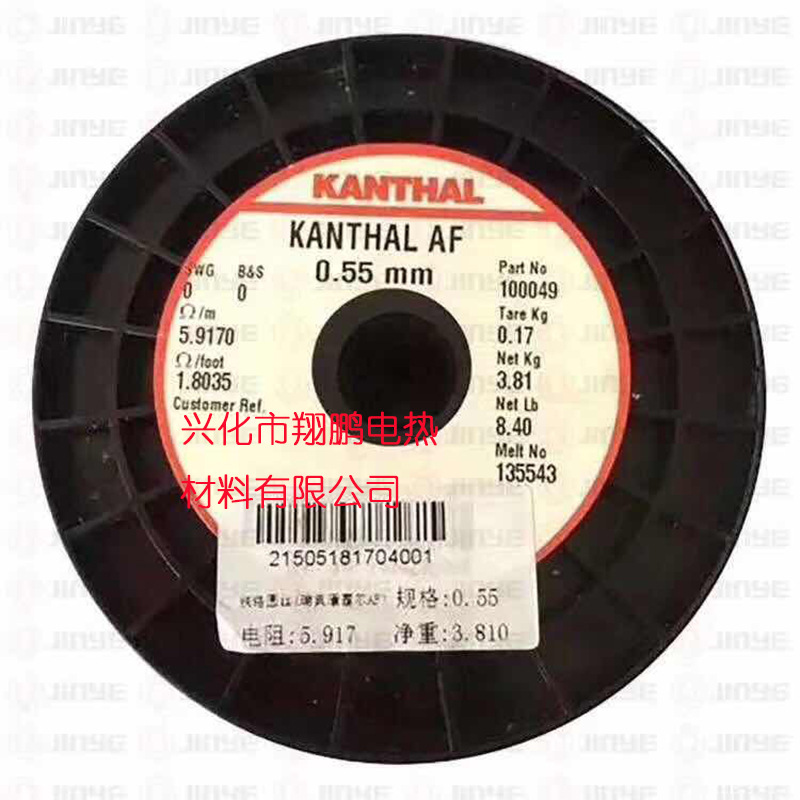 KANTHAL
KANTHAL AF
0.55 mm
SWG B&S
0 0
Ω/m
5.9170
Ω/foot
1.8035
Customer Ref.
Part No
100049
Tare Kg
0.17
Net Kg
3.81
Net Lb
8.40
Melt No
135543
兴化市翔鹏电热
材料有限公司
21505181704001
规格:0.55
电阻:5.917 净重:3.810
JINYE